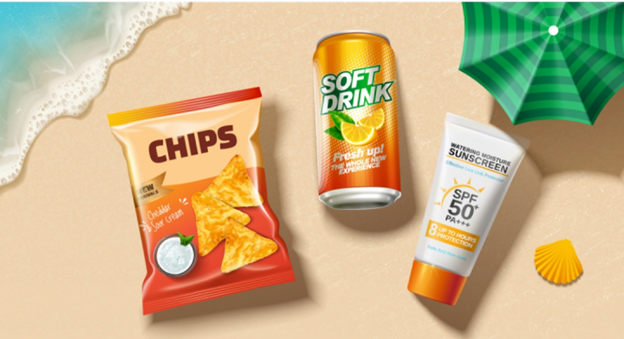 CHIPS
Cheddar
Sour Cream
SOFT
DRINK
Fresh up!
THE WHOLE NEW
EXPERIENCE
WATERING MOISTURE
SUNSCREEN
SPF
50+
PA+++
8 UP TO HOURS
PROTECTION